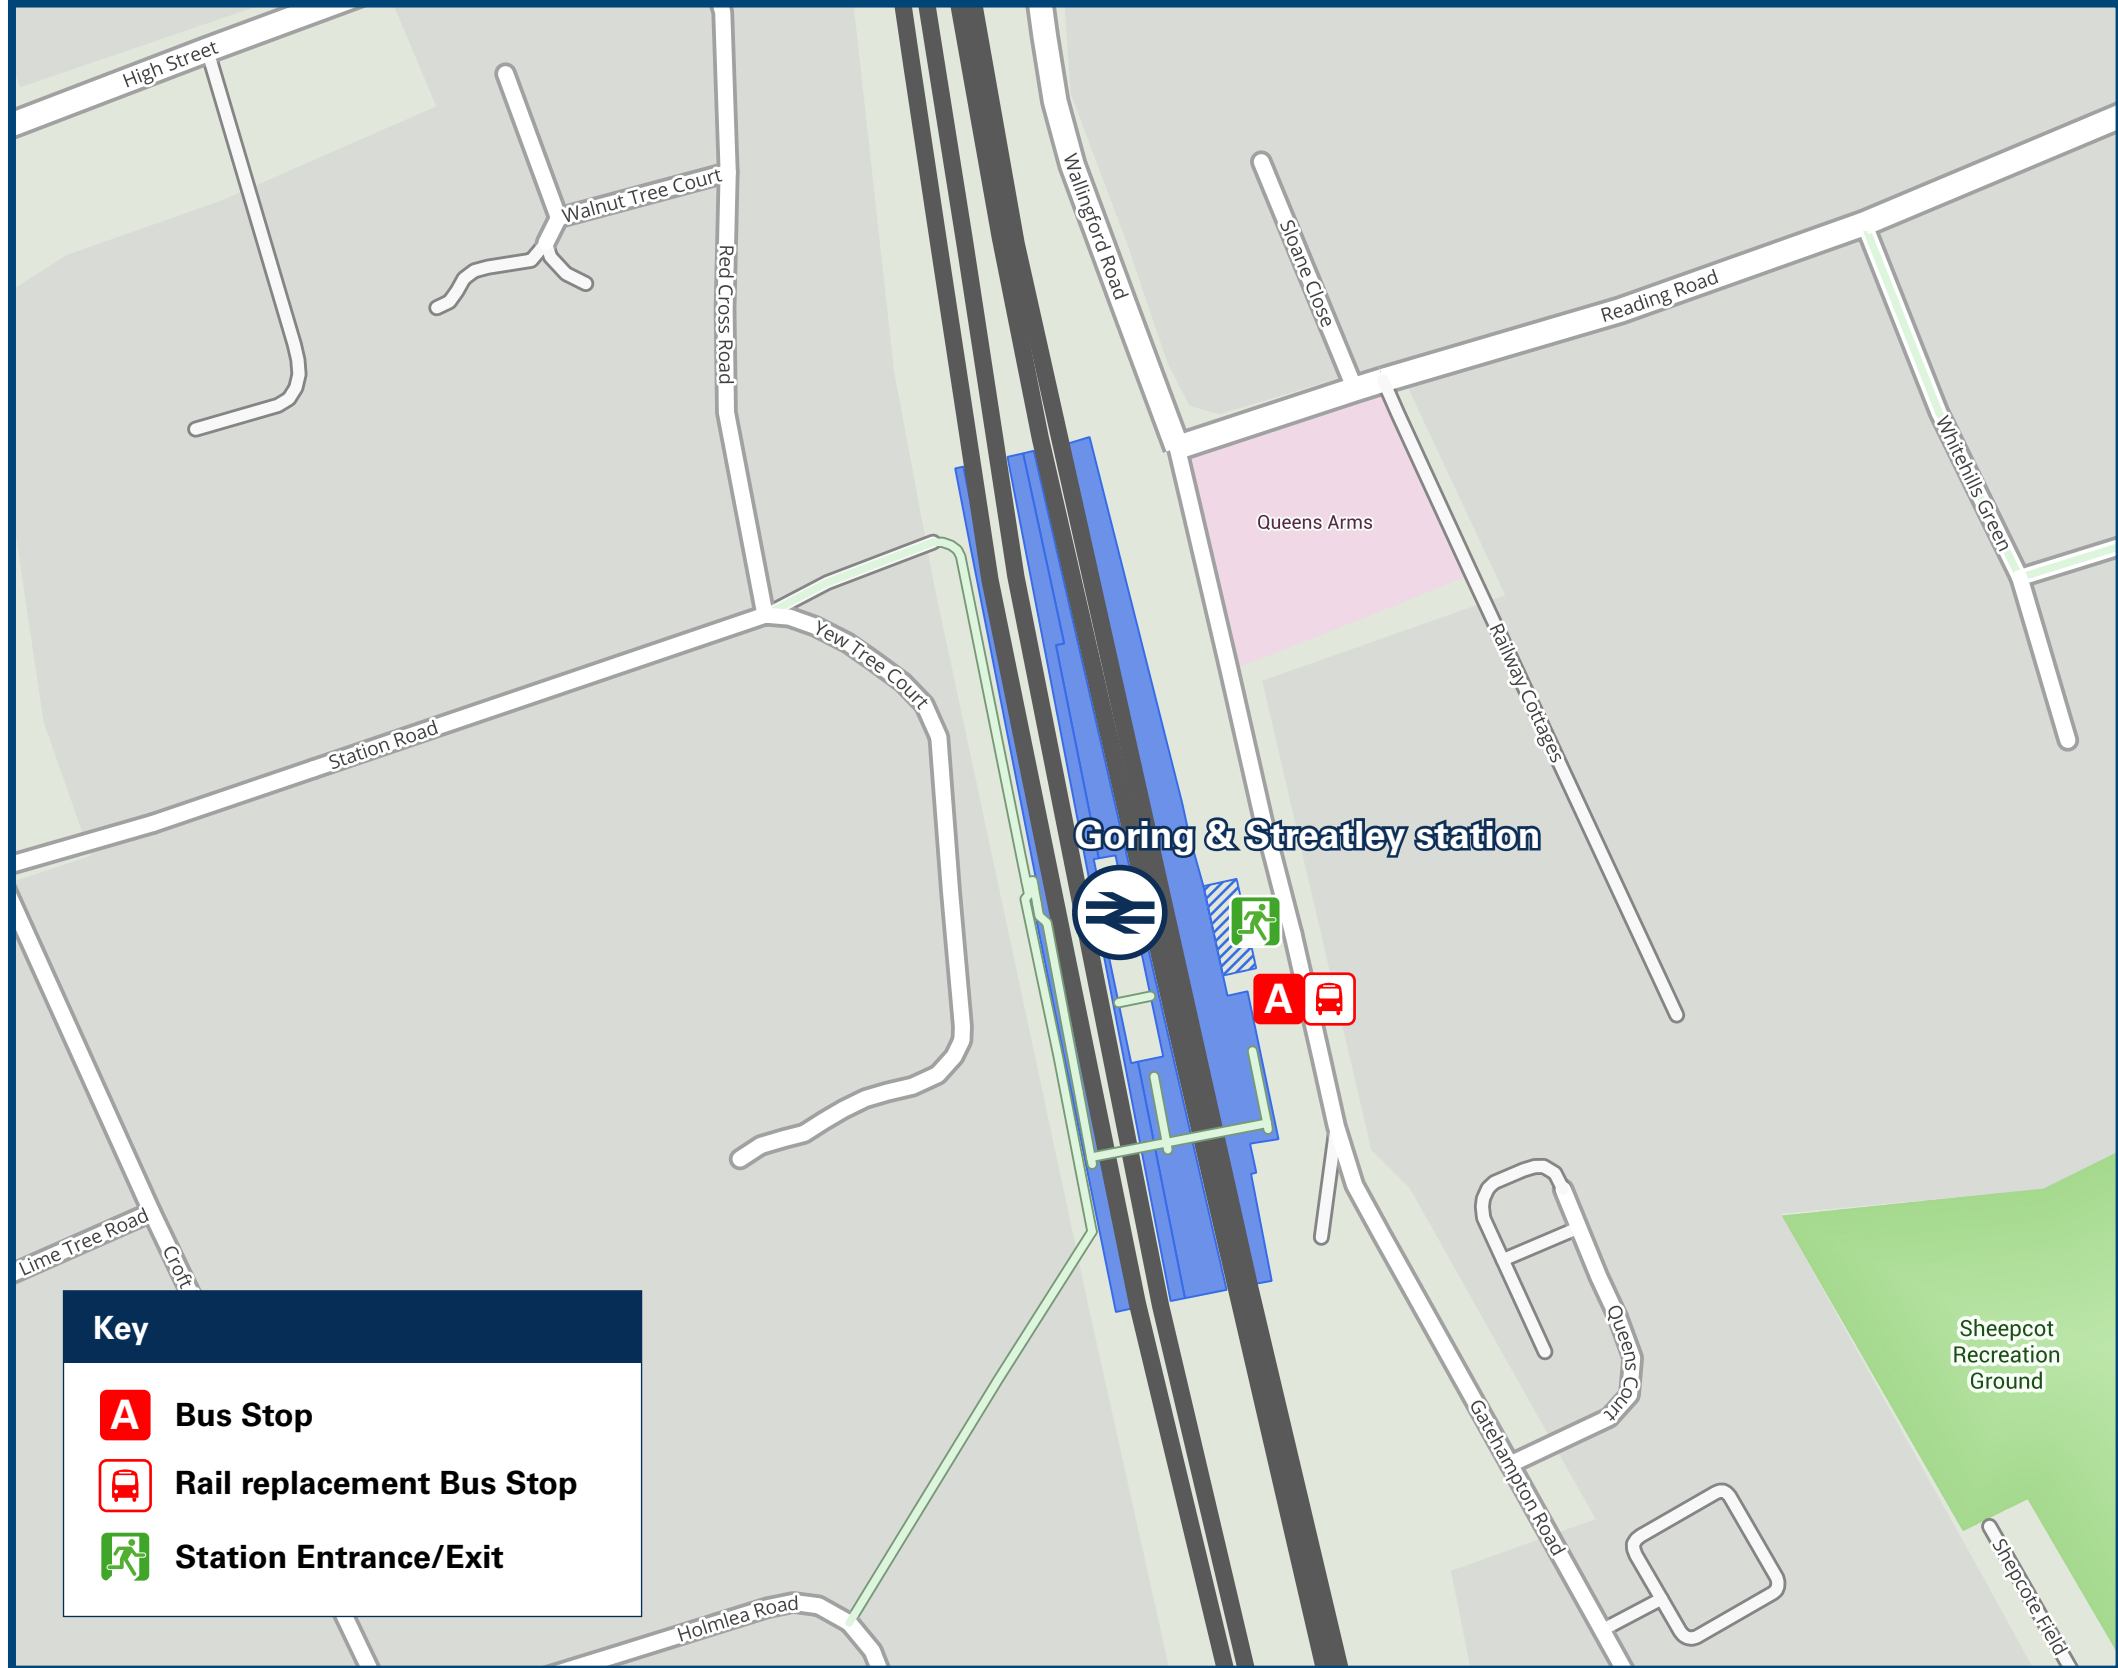 High Street
Walnut Tree Court
Red Cross Road
Wallingford Road
Sloane Close
Reading Road
Whitehills Green
Queens Arms
Railway Cottages
Yew Tree Court
Station Road
Goring & Streatley station
A
Lime Tree Road
Croft
Queens Court
Gatehampton Road
Sheepcot
Recreation
Ground
Shepcote Field
Holmlea Road
Key
A Bus Stop
Rail replacement Bus Stop
Station Entrance/Exit